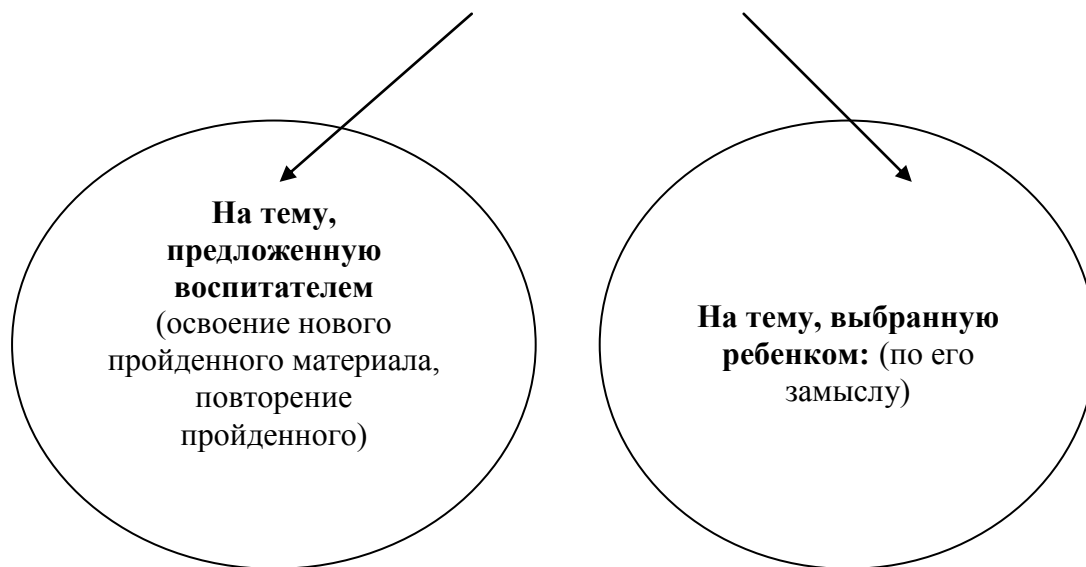 На тему,
предложенную
воспитателем
(освоение нового
пройденного материала,
повторение
пройденного)
На тему, выбранную
ребенком: (по его
замыслу)